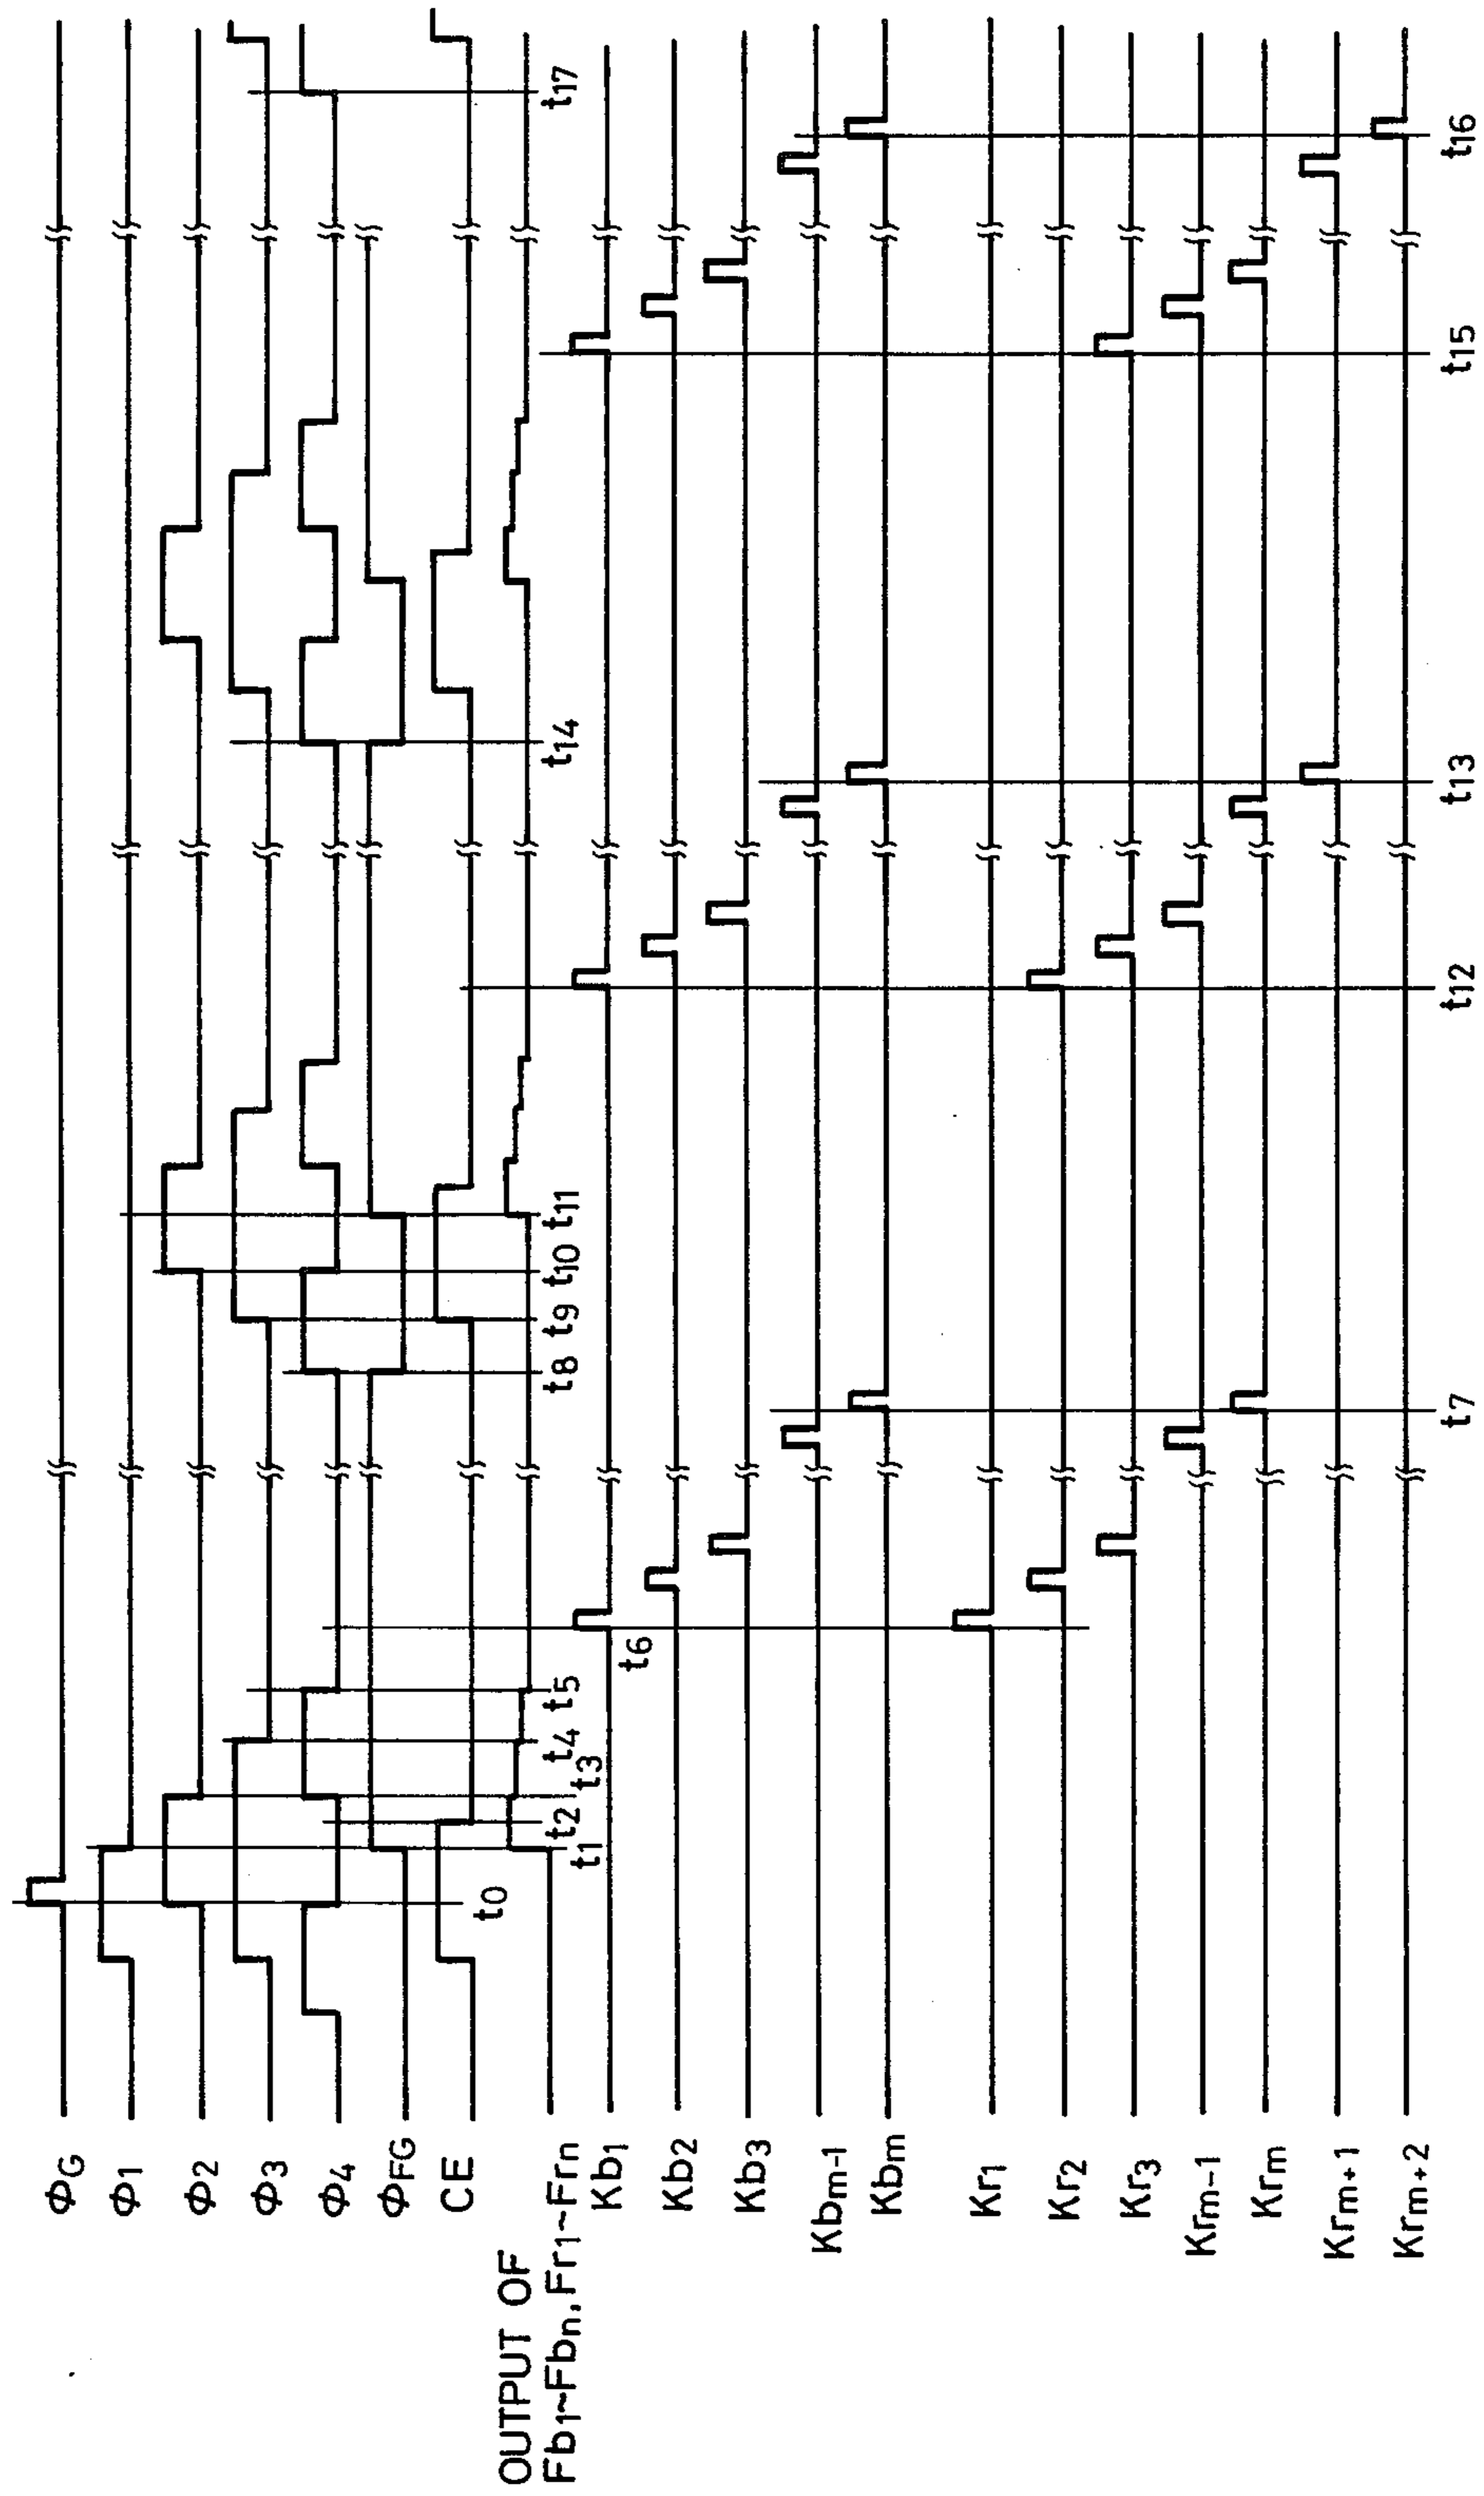 ΦG
Φ1
Φ2
Φ3
Φ4
ΦFG
CE
OUTPUT OF
Fb1~Fbn,Fr1~Frn
Kb1
Kb2
Kb3
Kbm-1
Kbm
Kr1
Kr2
Kr3
Krm-1
Krm
Krm+1
Krm+2
t0
t1
t2
t3
t4
t5
t6
t7
t8
t9
t10
t11
t12
t13
t14
t15
t16
t17